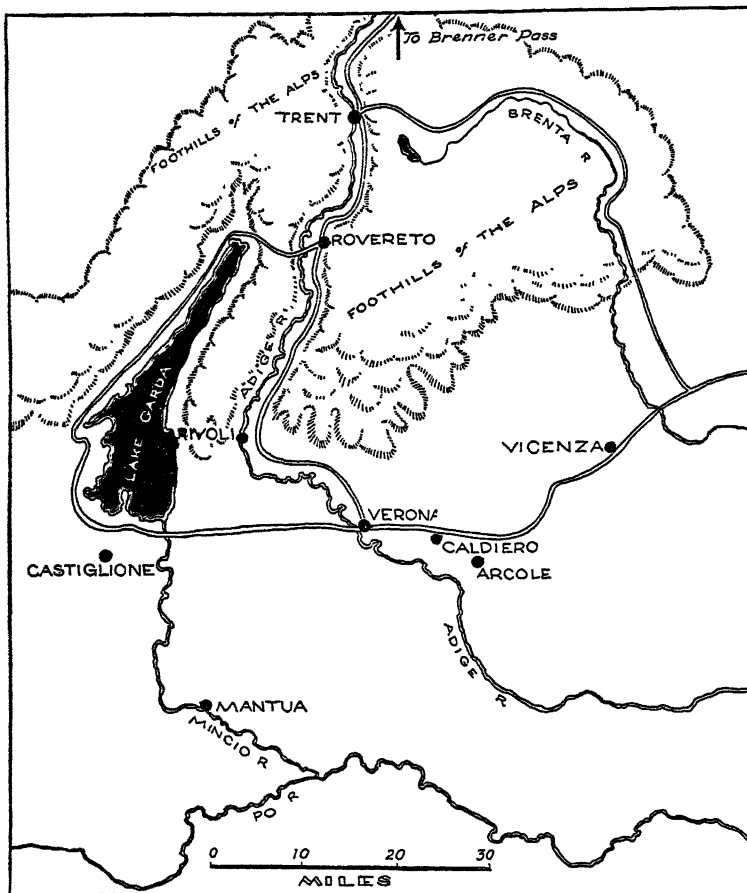 To Brenner Pass
FOOTHILLS of THE ALPS
TRENT
BRENTA R
ROVERETO
FOOTHILLS of THE ALPS
ADIGE R.
LAKE GARDA
RIVOLI
VICENZA
VERONA
CALDIERO
CASTIGLIONE
ARCOLE
ADIGE R
MANTUA
MINCIO R
PO R
0 10 20 30
MILES